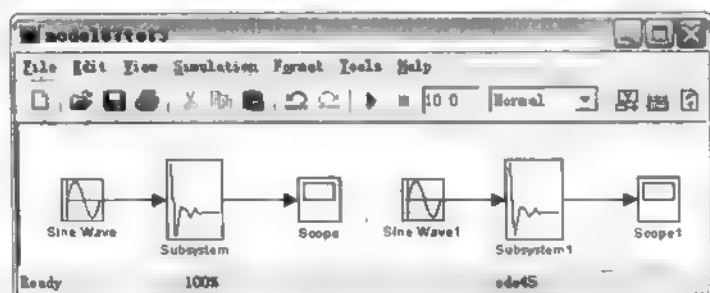 File Edit View Simulation Format Tools Help
10.0 Normal
Sine Wave Subsystem Scope Sine Wave1 Subsystem1 Scope1
Ready 100% ode45